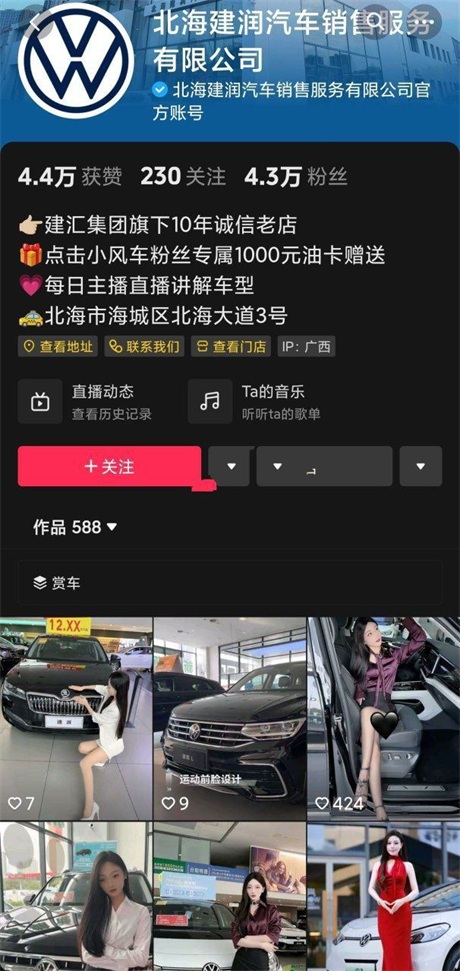 北海建润汽车销售服务
有限公司
北海建润汽车销售服务有限公司官
方账号
4.4万 获赞 230 关注 4.3万 粉丝
👉🏻建汇集团旗下10年诚信老店
🎁点击小风车粉丝专属1000元油卡赠送
💗每日主播直播讲解车型
🚕北海市海城区北海大道3号
查看地址 联系我们 查看门店 IP：广西
直播动态
查看历史记录
Ta的音乐
听听ta的歌单
+关注
作品 588
赏车
12.XX万
建润
运动前脸设计
7
9
424